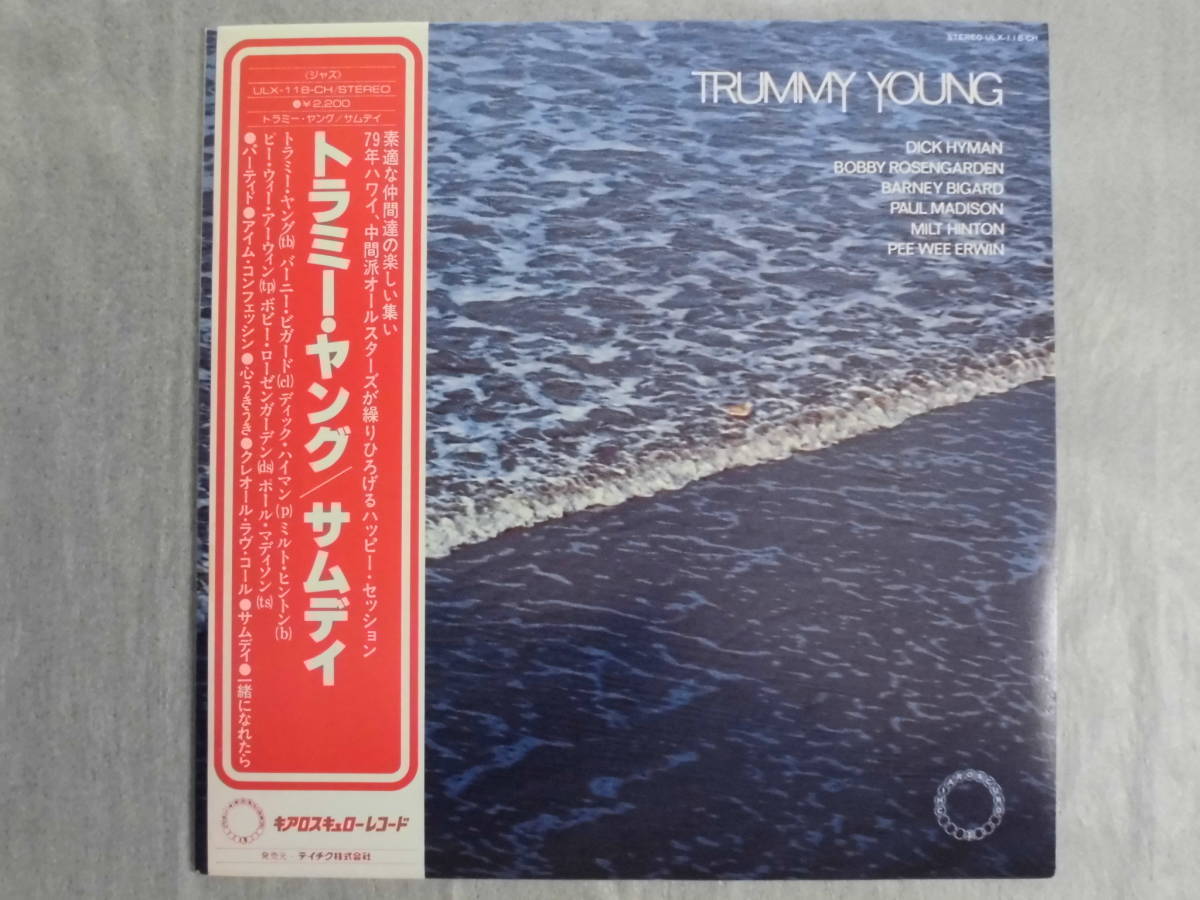 〈ジャズ〉
ULX-118-CH/STEREO
●¥2,200
トラミー・ヤング/サムデイ
素適な仲間達の楽しい集い
79年ハワイ、中間派オールスターズが繰りひろげるハッピー・セッション
トラミー・ヤング/サムデイ
トラミー・ヤング(tb) バーニー・ビガード(cl) ディック・ハイマン(p) ミルト・ヒントン(b)
ピー・ウィー・アーウィン(tp) ボビー・ローゼンガーデン(ds) ポール・マディソン(ts)
●パーティド●アイム・コンフェッシン●心うきうき●クレオール・ラヴ・コール●サムデイ●一緒になれたら
キアロスキュローレコード
発売元-テイチク株式会社
STEREO ULX-118-CH
TRUMMY YOUNG
DICK HYMAN
BOBBY ROSENGARDEN
BARNEY BIGARD
PAUL MADISON
MILT HINTON
PEE WEE ERWIN